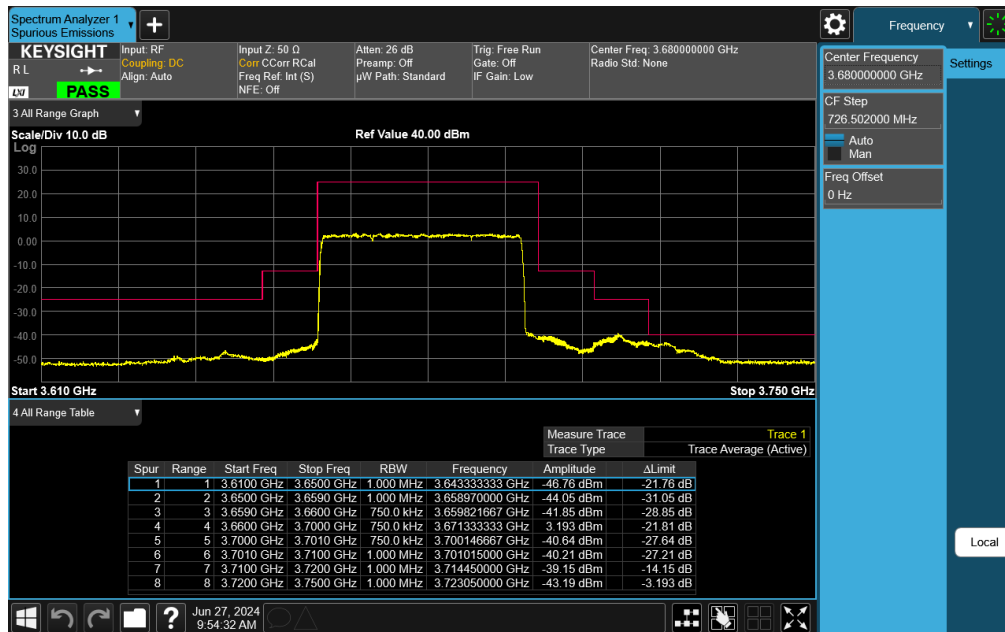 Spectrum Analyzer 1
Spurious Emissions
Frequency
KEYSIGHT
R L
LXI
PASS
Input: RF
Coupling: DC
Align: Auto
Input Z: 50 Ω
Corr CCorr RCal
Freq Ref: Int (S)
NFE: Off
Atten: 26 dB
Preamp: Off
µW Path: Standard
Trig: Free Run
Gate: Off
IF Gain: Low
Center Freq: 3.680000000 GHz
Radio Std: None
Center Frequency
3.680000000 GHz
Settings
CF Step
726.502000 MHz
Auto
Man
Freq Offset
0 Hz
3 All Range Graph
Scale/Div 10.0 dB
Ref Value 40.00 dBm
Log
30.0
20.0
10.0
0.00
-10.0
-20.0
-30.0
-40.0
-50.0
Start 3.610 GHz
Stop 3.750 GHz
4 All Range Table
Measure Trace Trace 1
Trace Type Trace Average (Active)
Spur Range Start Freq Stop Freq RBW Frequency Amplitude ΔLimit
1 1 3.6100 GHz 3.6500 GHz 1.000 MHz 3.643333333 GHz -46.76 dBm -21.76 dB
2 2 3.6500 GHz 3.6590 GHz 1.000 MHz 3.658970000 GHz -44.05 dBm -31.05 dB
3 3 3.6590 GHz 3.6600 GHz 750.0 kHz 3.659821667 GHz -41.85 dBm -28.85 dB
4 4 3.6600 GHz 3.7000 GHz 750.0 kHz 3.671333333 GHz 3.193 dBm -21.81 dB
5 5 3.7000 GHz 3.7010 GHz 750.0 kHz 3.700146667 GHz -40.64 dBm -27.64 dB
6 6 3.7010 GHz 3.7100 GHz 1.000 MHz 3.701015000 GHz -40.21 dBm -27.21 dB
7 7 3.7100 GHz 3.7200 GHz 1.000 MHz 3.714450000 GHz -39.15 dBm -14.15 dB
8 8 3.7200 GHz 3.7500 GHz 1.000 MHz 3.723050000 GHz -43.19 dBm -3.193 dB
Local
Jun 27, 2024
9:54:32 AM